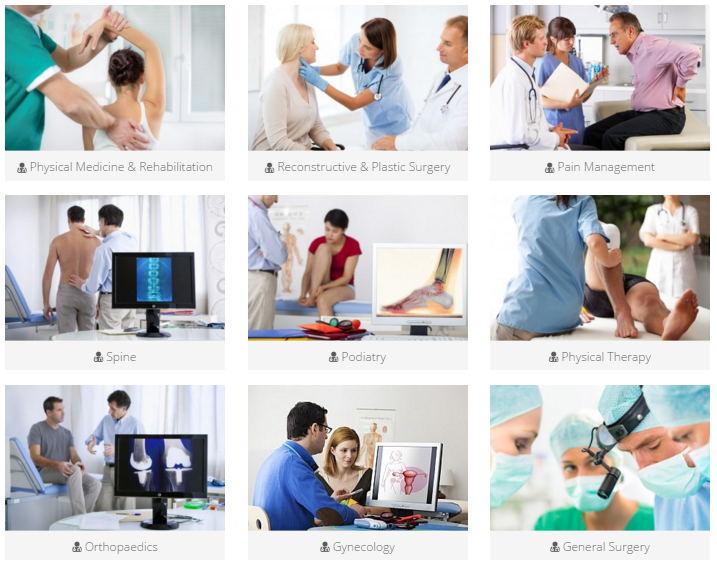 Physical Medicine & Rehabilitation
Reconstructive & Plastic Surgery
Pain Management
Spine
Podiatry
Physical Therapy
Orthopaedics
Gynecology
General Surgery